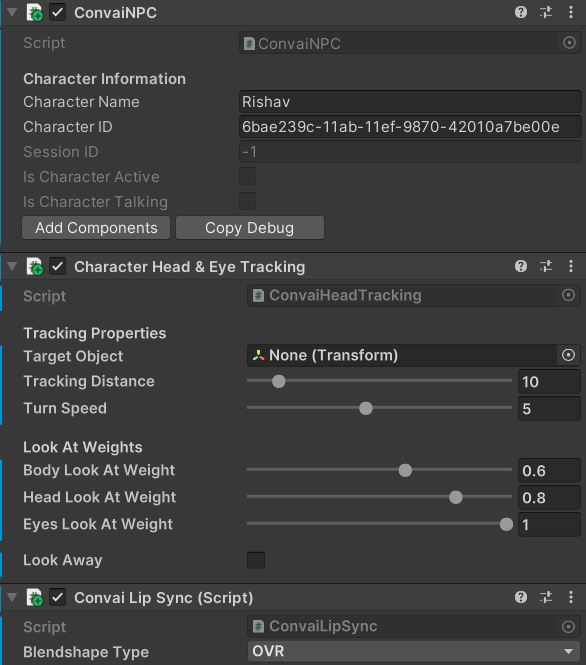 ConvaiNPC
Script ConvaiNPC
Character Information
Character Name Rishav
Character ID 6bae239c-11ab-11ef-9870-42010a7be00e
Session ID -1
Is Character Active
Is Character Talking
Add Components Copy Debug
Character Head & Eye Tracking
Script ConvaiHeadTracking
Tracking Properties
Target Object None (Transform)
Tracking Distance 10
Turn Speed 5
Look At Weights
Body Look At Weight 0.6
Head Look At Weight 0.8
Eyes Look At Weight 1
Look Away
Convai Lip Sync (Script)
Script ConvaiLipSync
Blendshape Type OVR